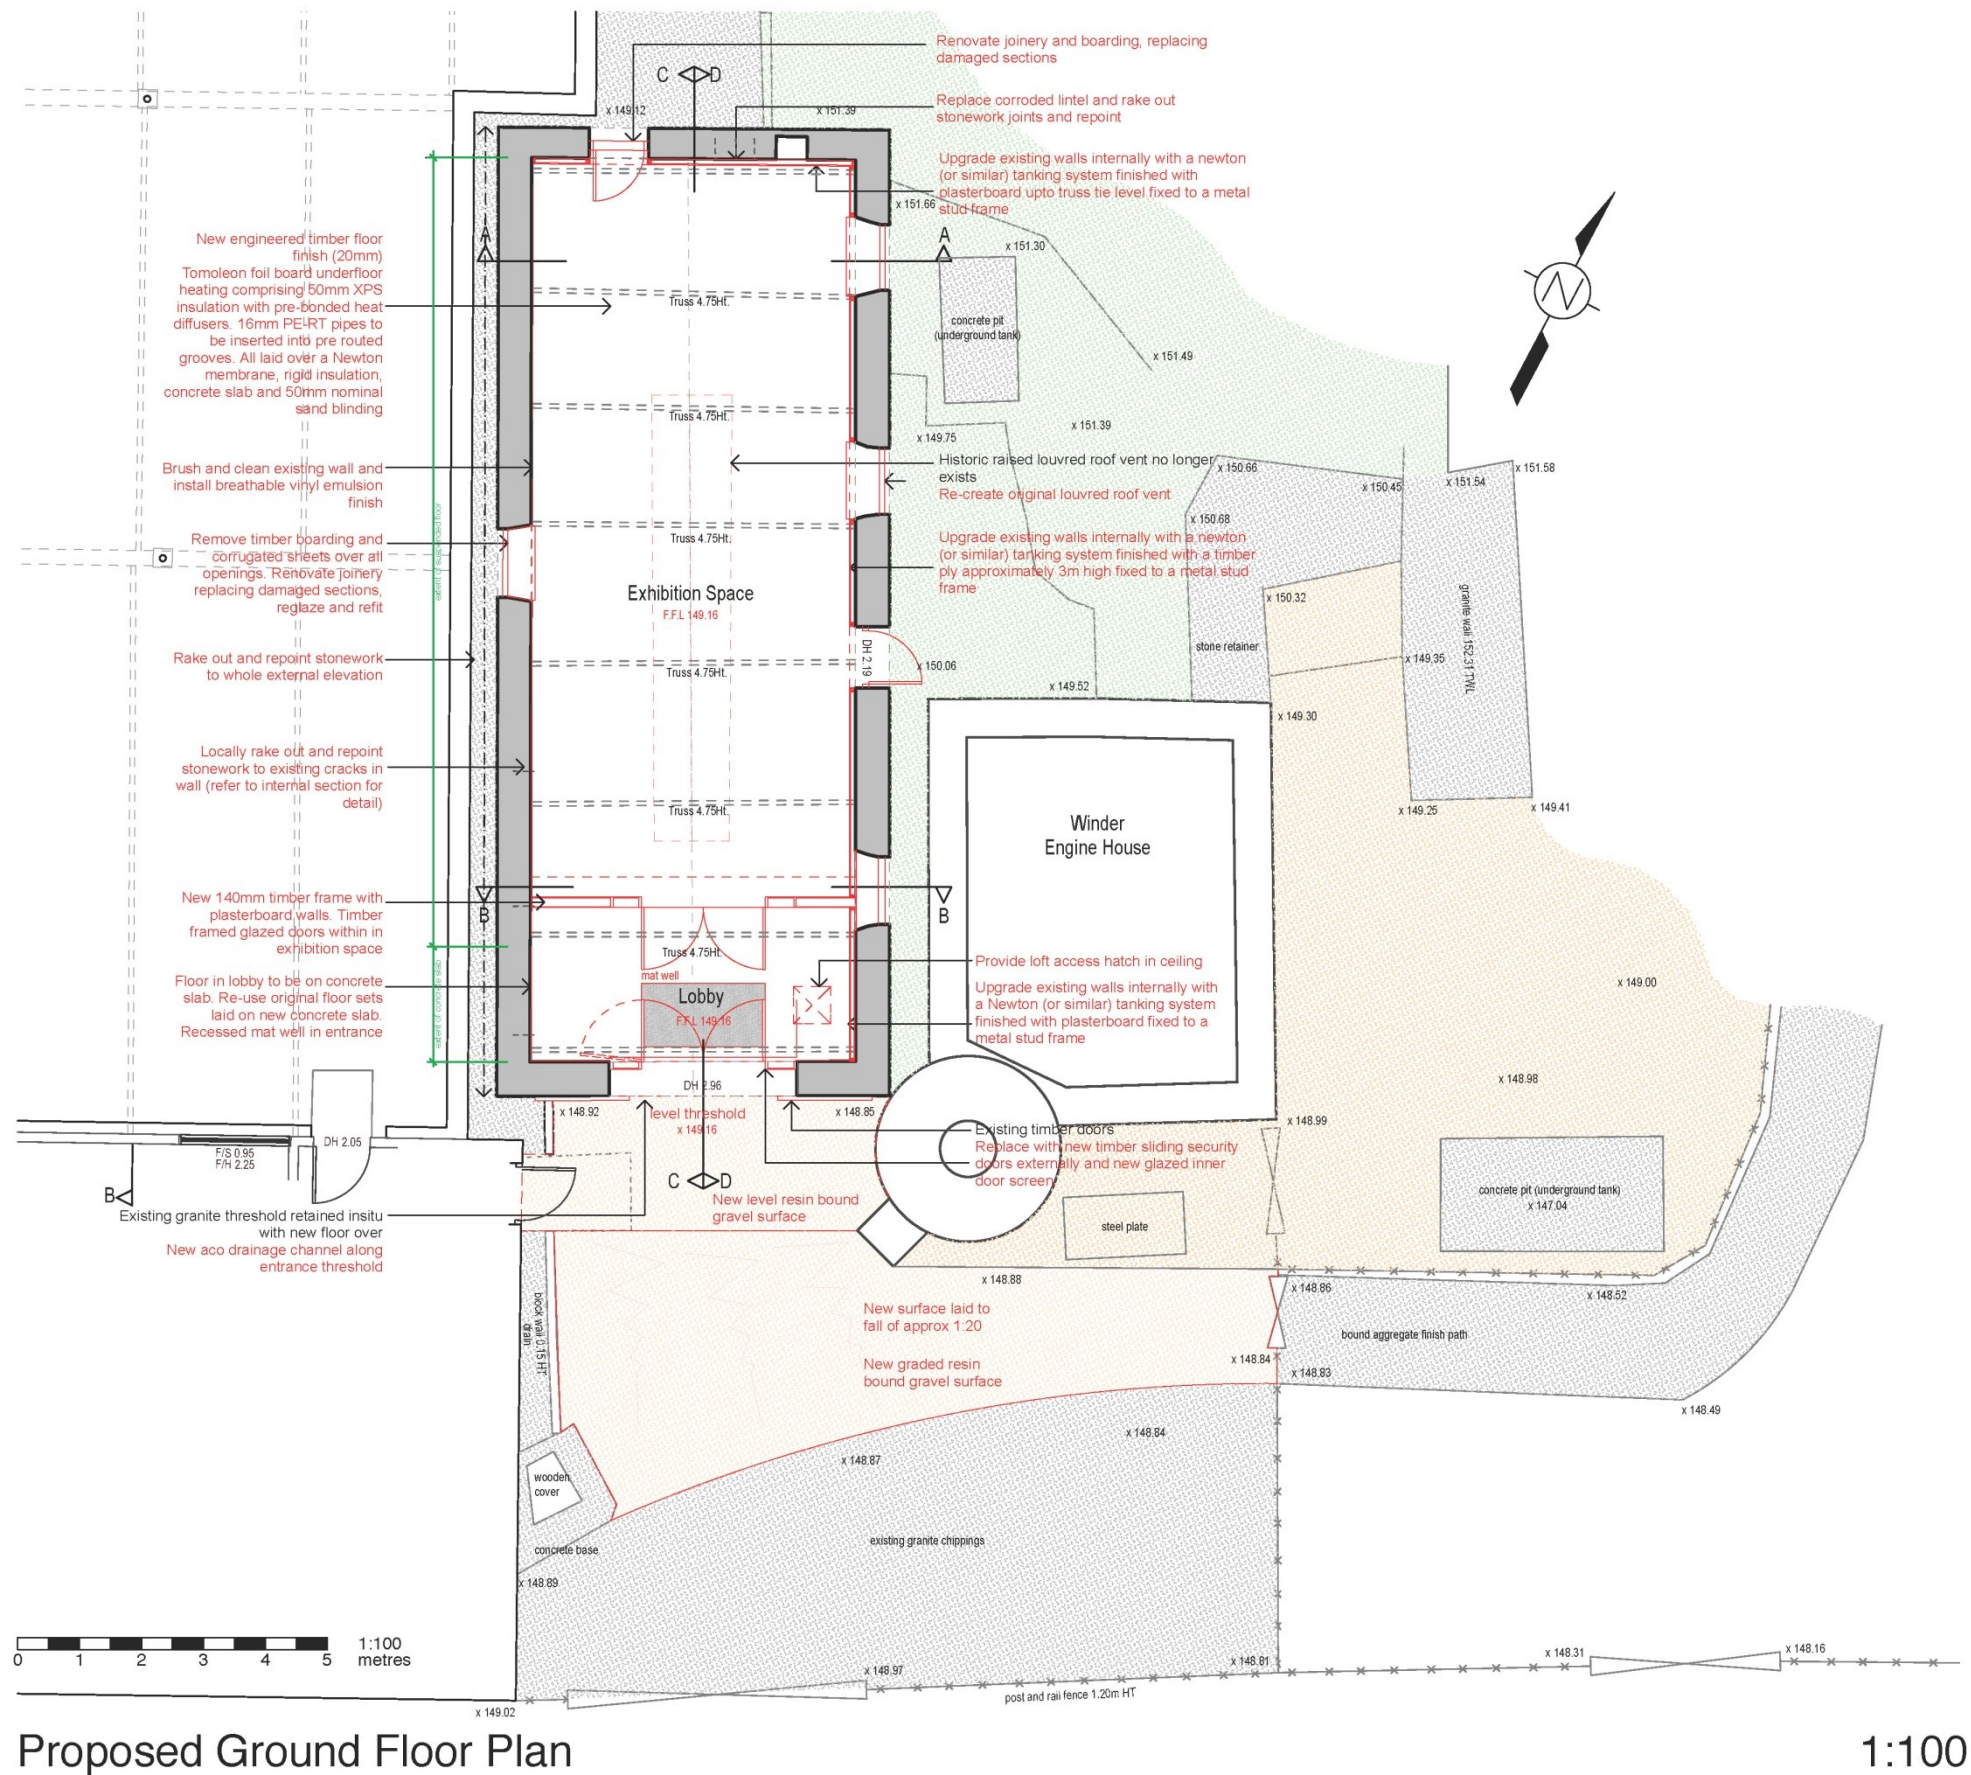 Renovate joinery and boarding, replacing
damaged sections
C D
x 149.12
x 151.39
Replace corroded lintel and rake out
stonework joints and repoint
Upgrade existing walls internally with a newton
(or similar) tanking system finished with
plasterboard upto truss tie level fixed to a metal
stud frame
x 151.66
x 151.30
A
A
N
New engineered timber floor
finish (20mm)
Tomoleon foil board underfloor
heating comprising 50mm XPS
insulation with pre-bonded heat
diffusers. 16mm PE-RT pipes to
be inserted into pre routed
grooves. All laid over a Newton
membrane, rigid insulation,
concrete slab and 50mm nominal
sand blinding
Truss 4.75Ht.
concrete pit
(underground tank)
x 151.49
Truss 4.75Ht.
x 151.39
x 149.75
Brush and clean existing wall and
install breathable vinyl emulsion
finish
Historic raised louvred roof vent no longer
exists
Re-create original louvred roof vent
x 150.66
x 150.45
x 151.54
x 151.58
x 150.68
extent of suspended floor
Remove timber boarding and
corrugated sheets over all
openings. Renovate joinery
replacing damaged sections,
reglaze and refit
Truss 4.75Ht.
Upgrade existing walls internally with a newton
(or similar) tanking system finished with a timber
ply approximately 3m high fixed to a metal stud
frame
Exhibition Space
F.F.L 149.16
x 150.32
granite wall 152.31 TWL
stone retainer
Rake out and repoint stonework
to whole external elevation
Truss 4.75Ht.
DH 2.19
x 150.06
x 149.52
x 149.35
x 149.30
Locally rake out and repoint
stonework to existing cracks in
wall (refer to internal section for
detail)
Truss 4.75Ht.
Winder
Engine House
x 149.25
x 149.41
New 140mm timber frame with
plasterboard walls. Timber
framed glazed doors within in
exhibition space
B
B
Truss 4.75Ht.
mat well
Lobby
F.F.L 149.16
Floor in lobby to be on concrete
slab. Re-use original floor sets
laid on new concrete slab.
Recessed mat well in entrance
extent of concrete slab
Provide loft access hatch in ceiling
Upgrade existing walls internally with
a Newton (or similar) tanking system
finished with plasterboard fixed to a
metal stud frame
x 149.00
x 148.98
DH 2.96
x 148.92
level threshold
x 149.16
x 148.85
x 148.99
Existing timber doors
Replace with new timber sliding security
doors externally and new glazed inner
door screen
DH 2.05
F/S 0.95
F/H 2.25
B
C D
New level resin bound
gravel surface
Existing granite threshold retained insitu
with new floor over
New aco drainage channel along
entrance threshold
steel plate
concrete pit (underground tank)
x 147.04
x 148.88
x 148.86
x 148.52
block wall 0.15 HT
drain
New surface laid to
fall of approx 1:20
bound aggregate finish path
New graded resin
bound gravel surface
x 148.84
x 148.83
x 148.49
x 148.84
x 148.87
wooden
cover
existing granite chippings
concrete base
x 148.89
1:100
metres
0 1 2 3 4 5
x 148.97
x 148.81
x 148.31
x 148.16
post and rail fence 1.20m HT
x 149.02
Proposed Ground Floor Plan
1:100